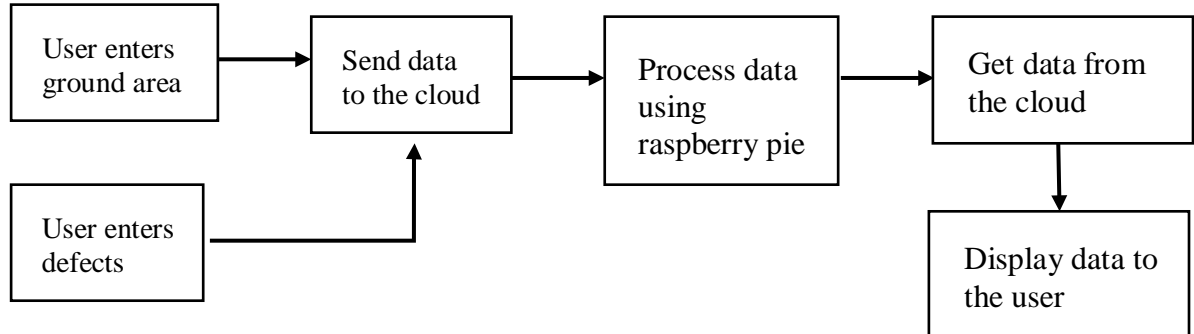 User enters
ground area
Send data
to the cloud
Process data
using
raspberry pie
Get data from
the cloud
User enters
defects
Display data to
the user